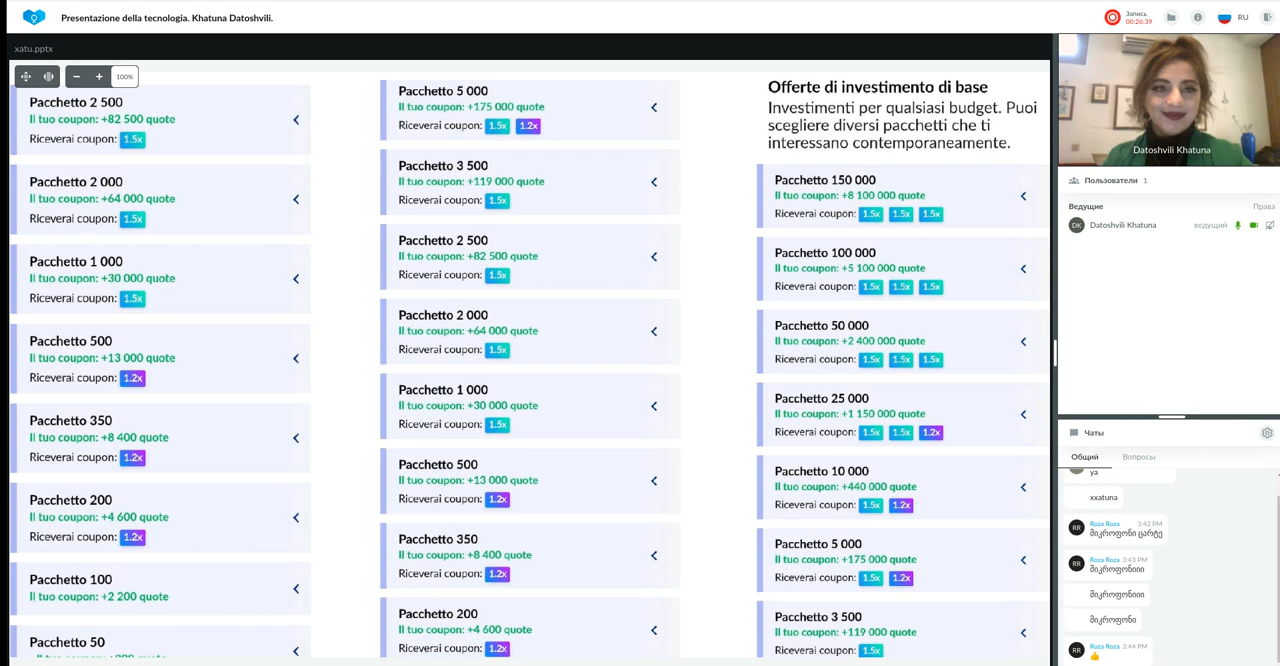 Presentazione della tecnologia. Khatuna Datoshvili.
Запись
00:26:39
RU
xatu.pptx
100%
Pacchetto 2 500
Il tuo coupon: +82 500 quote
Riceverai coupon: 1.5x
Pacchetto 2 000
Il tuo coupon: +64 000 quote
Riceverai coupon: 1.5x
Pacchetto 1 000
Il tuo coupon: +30 000 quote
Riceverai coupon: 1.5x
Pacchetto 500
Il tuo coupon: +13 000 quote
Riceverai coupon: 1.2x
Pacchetto 350
Il tuo coupon: +8 400 quote
Riceverai coupon: 1.2x
Pacchetto 200
Il tuo coupon: +4 600 quote
Riceverai coupon: 1.2x
Pacchetto 100
Il tuo coupon: +2 200 quote
Pacchetto 50
Pacchetto 5 000
Il tuo coupon: +175 000 quote
Riceverai coupon: 1.5x 1.2x
Pacchetto 3 500
Il tuo coupon: +119 000 quote
Riceverai coupon: 1.5x
Pacchetto 2 500
Il tuo coupon: +82 500 quote
Riceverai coupon: 1.5x
Pacchetto 2 000
Il tuo coupon: +64 000 quote
Riceverai coupon: 1.5x
Pacchetto 1 000
Il tuo coupon: +30 000 quote
Riceverai coupon: 1.5x
Pacchetto 500
Il tuo coupon: +13 000 quote
Riceverai coupon: 1.2x
Pacchetto 350
Il tuo coupon: +8 400 quote
Riceverai coupon: 1.2x
Pacchetto 200
Il tuo coupon: +4 600 quote
Riceverai coupon: 1.2x
Offerte di investimento di base
Investimenti per qualsiasi budget. Puoi
scegliere diversi pacchetti che ti
interessano contemporaneamente.
Pacchetto 150 000
Il tuo coupon: +8 100 000 quote
Riceverai coupon: 1.5x 1.5x 1.5x
Pacchetto 100 000
Il tuo coupon: +5 100 000 quote
Riceverai coupon: 1.5x 1.5x 1.5x
Pacchetto 50 000
Il tuo coupon: +2 400 000 quote
Riceverai coupon: 1.5x 1.5x 1.5x
Pacchetto 25 000
Il tuo coupon: +1 150 000 quote
Riceverai coupon: 1.5x 1.5x 1.2x
Pacchetto 10 000
Il tuo coupon: +440 000 quote
Riceverai coupon: 1.5x 1.2x
Pacchetto 5 000
Il tuo coupon: +175 000 quote
Riceverai coupon: 1.5x 1.2x
Pacchetto 3 500
Il tuo coupon: +119 000 quote
Riceverai coupon: 1.5x
Datoshvili Khatuna
Пользователи 1
Ведущие Права
DK Datoshvili Khatuna ведущий
Чаты
Общий Вопросы
ya
xxatuna
RR Roza Roza 3:42 PM
მიკროფონი ცარტე
RR Roza Roza 3:43 PM
მიკროფონიიი
მიკროფონიიი
მიკროფონი
RR Roza Roza 3:44 PM